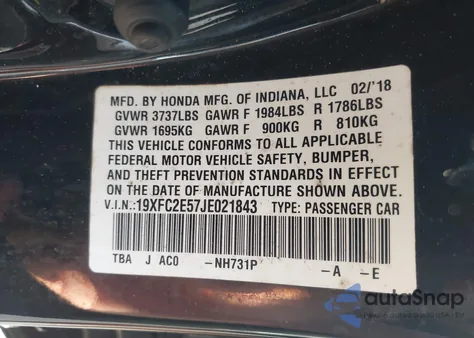 MFD. BY HONDA MFG. OF INDIANA, LLC 02/'18
GVWR 3737LBS GAWR F 1984LBS R 1786LBS
GVWR 1695KG GAWR F 900KG R 810KG
THIS VEHICLE CONFORMS TO ALL APPLICABLE
FEDERAL MOTOR VEHICLE SAFETY, BUMPER,
AND THEFT PREVENTION STANDARDS IN EFFECT
ON THE DATE OF MANUFACTURE SHOWN ABOVE.
V.I.N.:19XFC2E57JE021843 TYPE: PASSENGER CAR
TBA J AC0 -NH731P -A -E
autoSnap